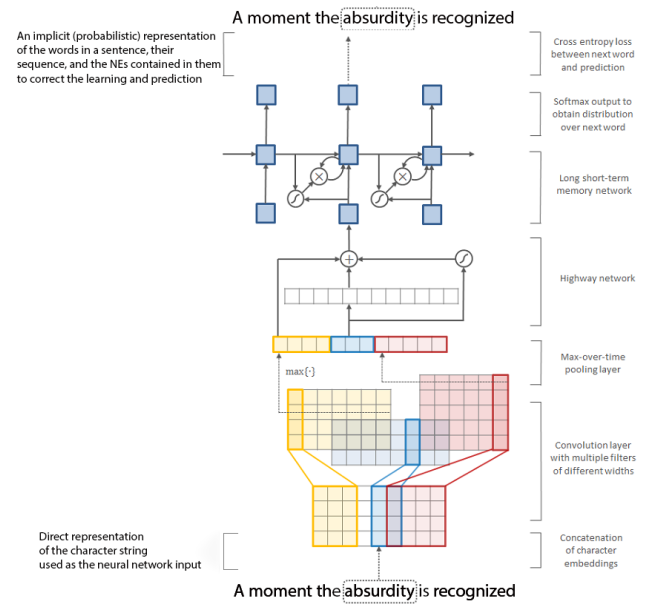 A moment the absurdity is recognized
An implicit (probabilistic) representation
of the words in a sentence, their
sequence, and the NEs contained in them
to correct the learning and prediction
Cross entropy loss
between next word
and prediction
Softmax output to
obtain distribution
over next word
Long short-term
memory network
Highway network
Max-over-time
pooling layer
max(·)
Convolution layer
with multiple filters
of different widths
Direct representation
of the character string
used as the neural network input
Concatenation
of character
embeddings
A moment the absurdity is recognized